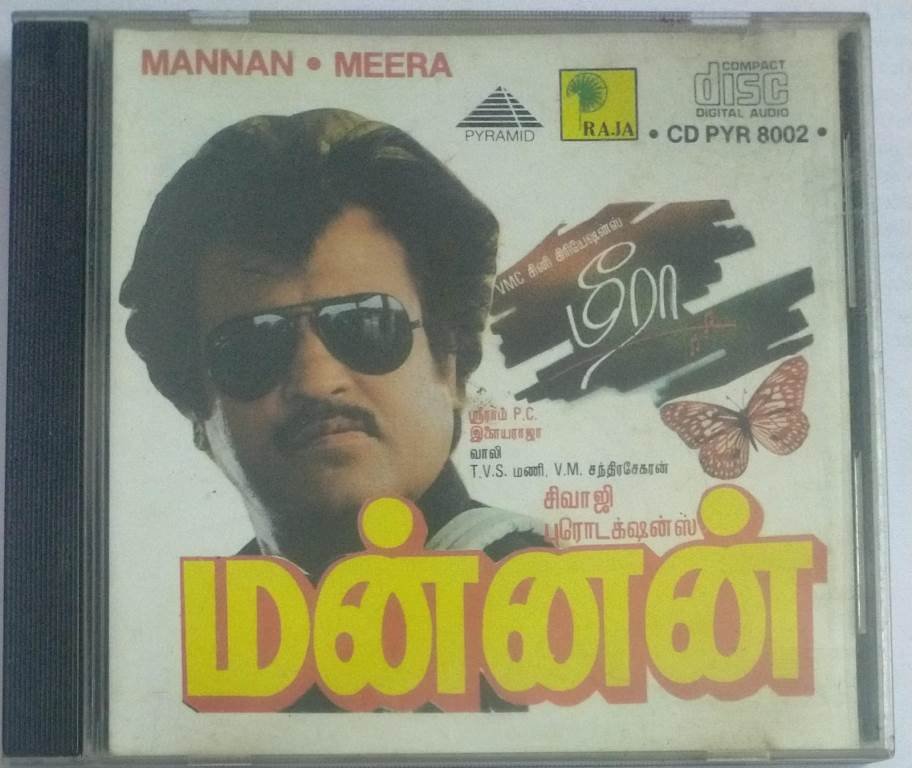 MANNAN • MEERA
PYRAMID
RAJA
COMPACT
disc
DIGITAL AUDIO
• CD PYR 8002 •
VMC சினி கிரியேஷன்ஸ்
மீரா
ஸ்ரீராம் P.C.
இளையராஜா
வாலி
T.V.S. மணி, V.M. சந்திரசேகரன்
சிவாஜி
புரொடக்‌ஷன்ஸ்
மன்னன்